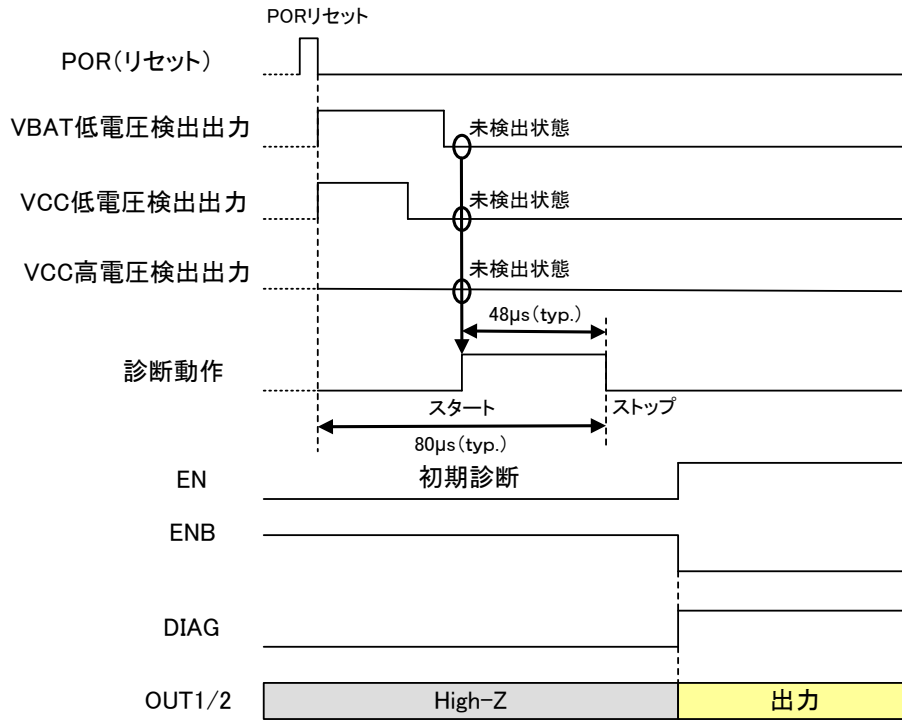 PORリセット
POR(リセット)
VBAT低電圧検出出力
未検出状態
VCC低電圧検出出力
未検出状態
VCC高電圧検出出力
未検出状態
48μs(typ.)
診断動作
スタート
ストップ
80μs(typ.)
EN
初期診断
ENB
DIAG
OUT1/2
High-Z
出力